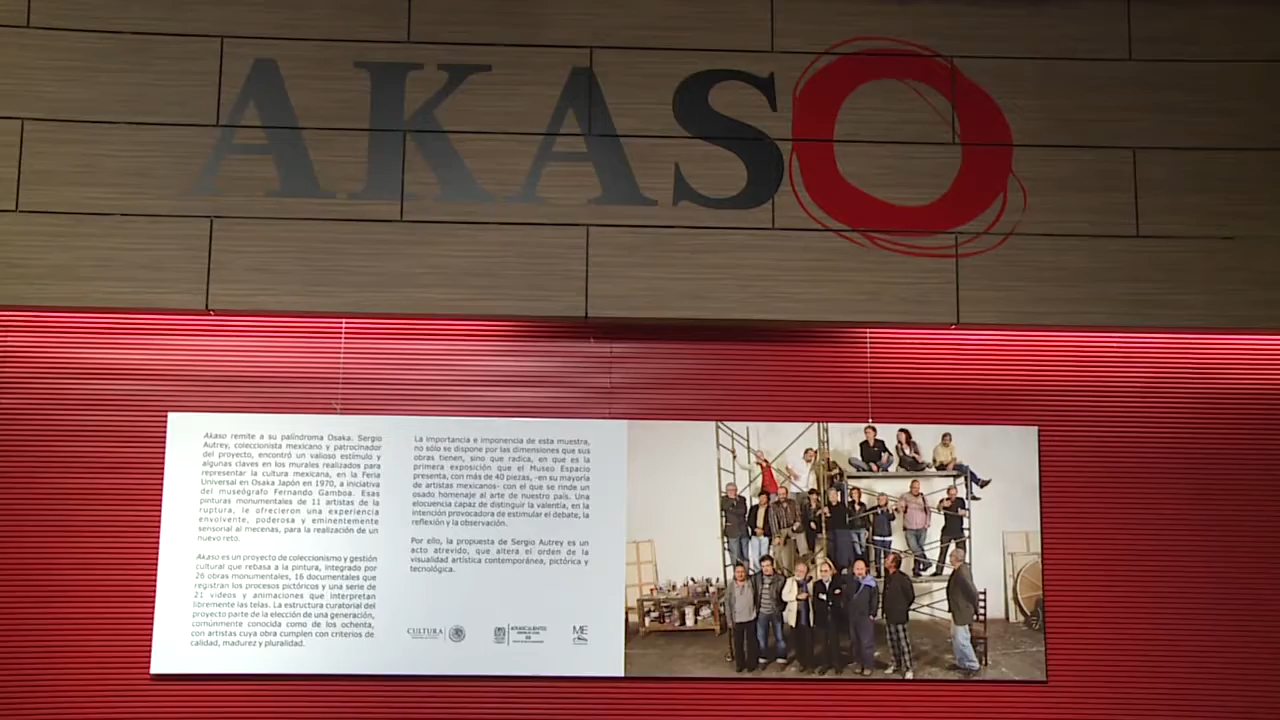 AKASO
Akaso remite a su palíndroma Osaka. Sergio
Autrey, coleccionista mexicano y patrocinador
del proyecto, encontró un valioso estímulo y
algunas claves en los murales realizados para
representar la cultura mexicana, en la Feria
Universal en Osaka Japón en 1970, a iniciativa
del museógrafo Fernando Gamboa. Esas
pinturas monumentales de 11 artistas de la
ruptura, le ofrecieron una experiencia
envolvente, poderosa y eminentemente
sensorial al mecenas, para la realización de un
nuevo reto.
Akaso es un proyecto de coleccionismo y gestión
cultural que rebasa a la pintura, integrado por
26 obras monumentales, 16 documentales que
registran los procesos pictóricos y una serie de
21 videos y animaciones que interpretan
libremente las telas. La estructura curatorial del
proyecto parte de la elección de una generación,
comúnmente conocida como de los ochenta,
con artistas cuya obra cumplen con criterios de
calidad, madurez y pluralidad.
La importancia e imponencia de esta muestra,
no sólo se dispone por las dimensiones que sus
obras tienen, sino que radica, en que es la
primera exposición que el Museo Espacio
presenta, con más de 40 piezas, -en su mayoría
de artistas mexicanos- con el que se rinde un
osado homenaje al arte de nuestro país. Una
elocuencia capaz de distinguir la valentía, en la
intención provocadora de estimular el debate, la
reflexión y la observación.
Por ello, la propuesta de Sergio Autrey es un
acto atrevido, que altera el orden de la
visualidad artística contemporánea, pictórica y
tecnológica.
CULTURA
AGUASCALIENTES
ME